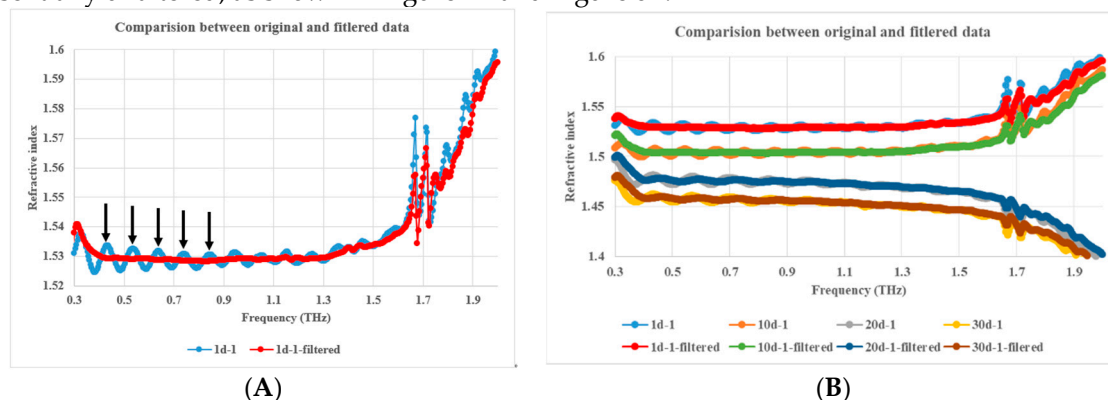 Comparision between original and fitlered data
1.6
1.59
1.58
1.57
1.56
1.55
1.54
1.53
1.52
Refractive index
0.3 0.5 0.7 0.9 1.1 1.3 1.5 1.7 1.9
Frequency (THz)
1d-1 1d-1-filtered
(A)
Comparision between original and fitlered data
1.6
1.55
1.5
1.45
1.4
Refractive index
0.3 0.5 0.7 0.9 1.1 1.3 1.5 1.7 1.9
Frequency (THz)
1d-1 10d-1 20d-1 30d-1
1d-1-filtered 10d-1-filtered 20d-1-filtered 30d-1-filered
(B)